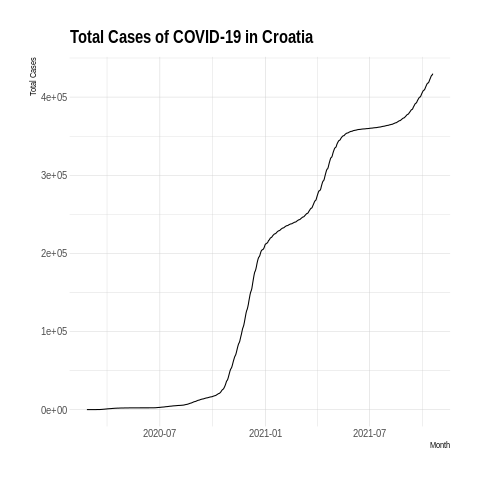 Total Cases of COVID-19 in Croatia
Total Cases
4e+05
3e+05
2e+05
1e+05
0e+00
2020-07 2021-01 2021-07
Month